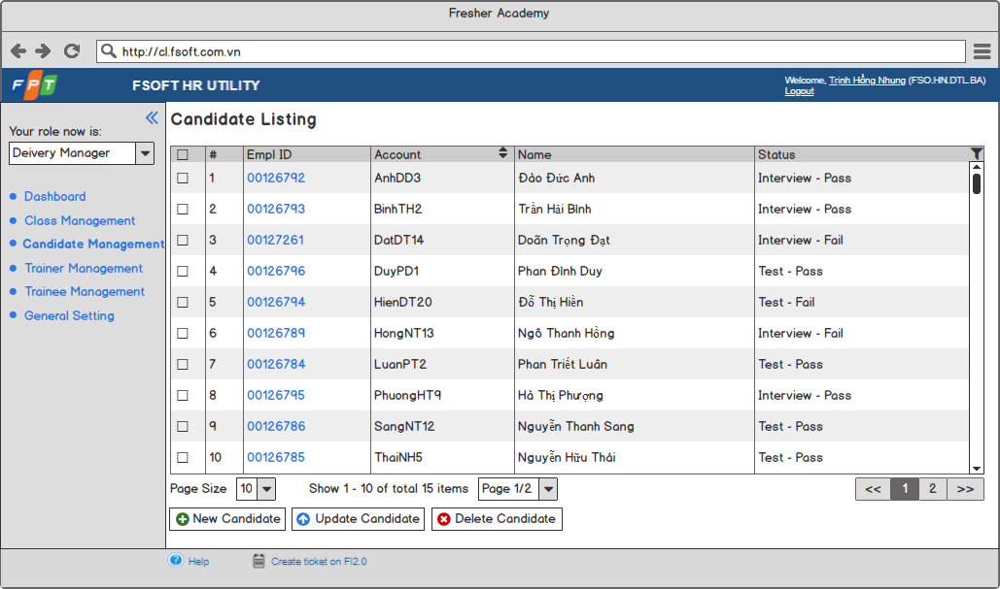 Fresher Academy
http://cl.fsoft.com.vn
FPT
FSOFT HR UTILITY
Welcome, Trịnh Hồng Nhung (FSO.HN.DTL.BA)
Logout
Your role now is:
Deivery Manager
Dashboard
Class Management
Candidate Management
Trainer Management
Trainee Management
General Setting
Candidate Listing
# Empl ID Account Name Status
1 00126792 AnhDD3 Đào Đức Anh Interview - Pass
2 00126793 BinhTH2 Trần Hải Bình Interview - Pass
3 00127261 DatDT14 Doãn Trọng Đạt Interview - Fail
4 00126796 DuyPD1 Phan Đình Duy Test - Pass
5 00126794 HienDT20 Đỗ Thị Hiền Test - Fail
6 00126789 HongNT13 Ngô Thanh Hồng Interview - Fail
7 00126784 LuanPT2 Phan Triết Luân Test - Pass
8 00126795 PhuongHT9 Hà Thị Phượng Interview - Pass
9 00126786 SangNT12 Nguyễn Thanh Sang Test - Pass
10 00126785 ThaiNH5 Nguyễn Hữu Thái Test - Pass
Page Size 10 Show 1 - 10 of total 15 items Page 1/2 << 1 2 >>
New Candidate Update Candidate Delete Candidate
Help Create ticket on FI2.0